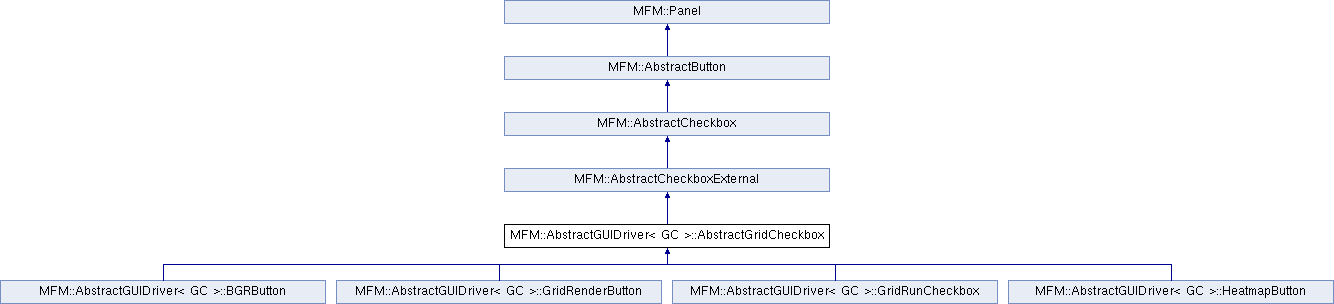 MFM::Panel
MFM::AbstractButton
MFM::AbstractCheckbox
MFM::AbstractCheckboxExternal
MFM::AbstractGUIDriver< GC >::AbstractGridCheckbox
MFM::AbstractGUIDriver< GC >::BGRButton
MFM::AbstractGUIDriver< GC >::GridRenderButton
MFM::AbstractGUIDriver< GC >::GridRunCheckbox
MFM::AbstractGUIDriver< GC >::HeatmapButton